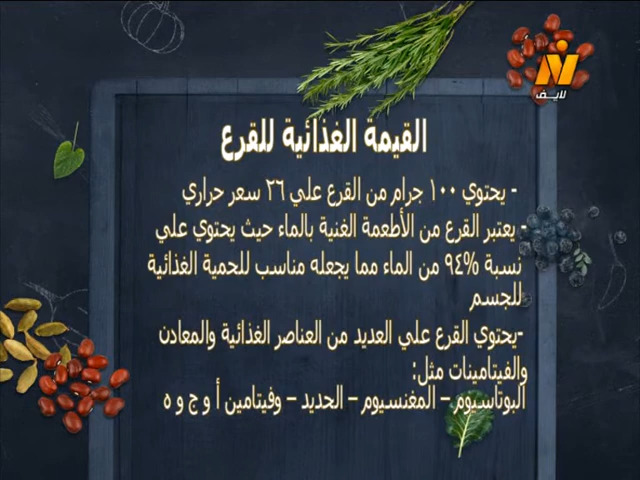 لايف
القيمة الغذائية للقرع
- يحتوي ١٠٠ جرام من القرع علي ٢٦ سعر حراري
- يعتبر القرع من الأطعمة الغنية بالماء حيث يحتوي علي
نسبة ٩٤% من الماء مما يجعله مناسب للحمية الغذائية
للجسم
-يحتوي القرع علي العديد من العناصر الغذائية والمعادن
والفيتامينات مثل:
البوتاسيوم – المغنسيوم – الحديد – وفيتامين أ و ج و ه